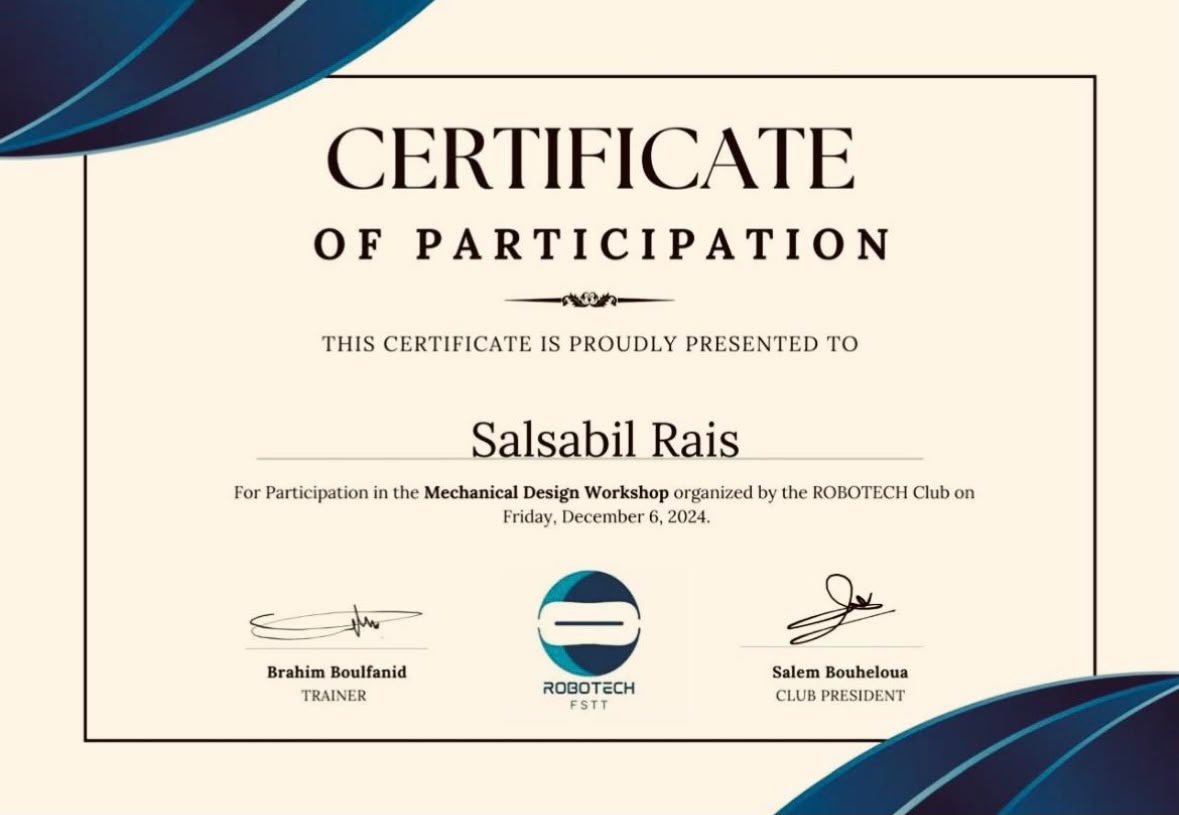 CERTIFICATE
OF PARTICIPATION
THIS CERTIFICATE IS PROUDLY PRESENTED TO
Salsabil Rais
For Participation in the Mechanical Design Workshop organized by the ROBOTECH Club on
Friday, December 6, 2024.
Brahim Boulfanid
TRAINER
ROBOTECH
FSTT
Salem Bouheloua
CLUB PRESIDENT